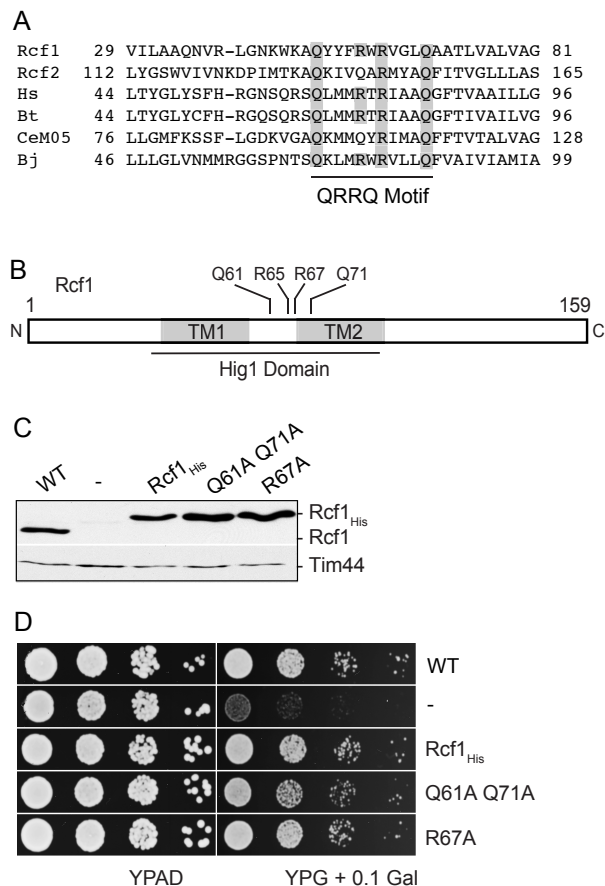 A
Rcf1 29 VILAAQNVR-LGNKWKAQYYFRWRVGLQAATLVALVAG 81
Rcf2 112 LYGSWVIVNKDPIMTKAQKIVQARMYAQFITVGLLLAS 165
Hs 44 LTYGLYSFH-RGNSQRSQLMMRTRIAAQGFTVAAILLG 96
Bt 44 LTYGLYCFH-RGQSQRSQLMMRTRIAAQGFTIVAILVG 96
CeM05 76 LLGMFKSSF-LGDKVGAQKMMQYRIMAQFFTVTALVAG 128
Bj 46 LLLGLVNMMRGGSPNTSQKLMRWRVLLQFVAIVIAMIA 99
QRRQ Motif
B
Rcf1
Q61 R65 R67 Q71
1 159
N TM1 TM2 C
Hig1 Domain
C
WT - Rcf1His Q61A Q71A R67A
Rcf1His
Rcf1
Tim44
D
WT
-
Rcf1His
Q61A Q71A
R67A
YPAD YPG + 0.1 Gal